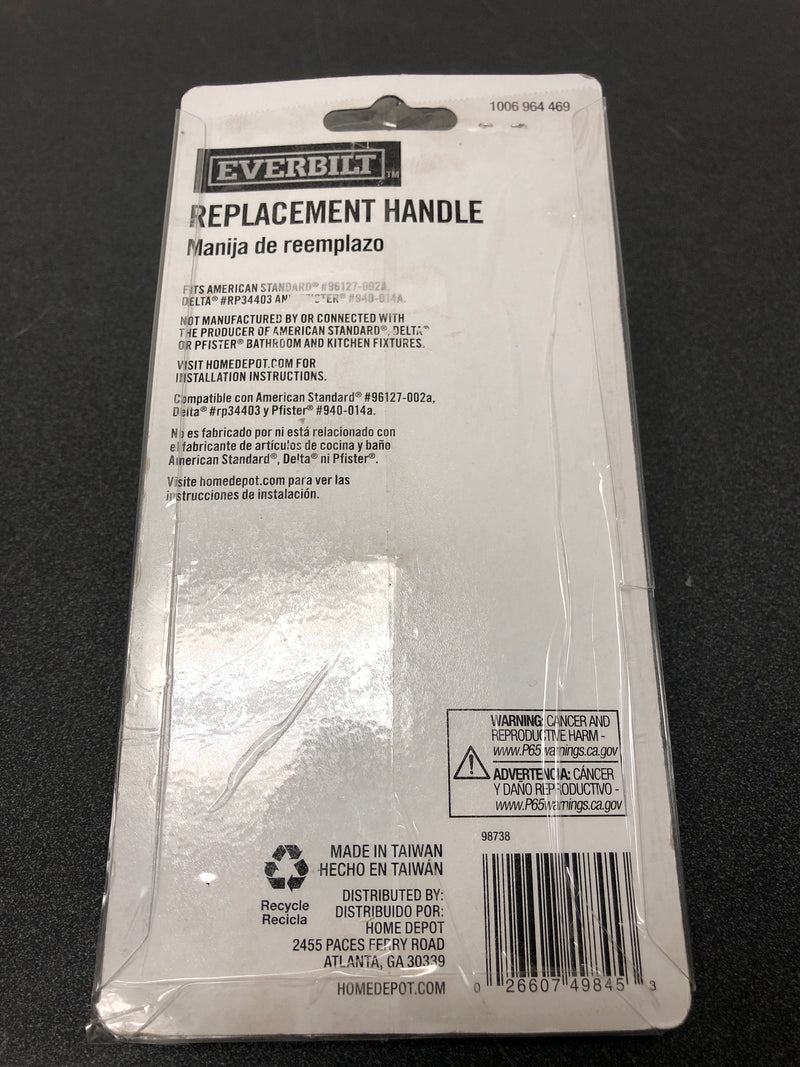 1006 964 469
EVERBILT™
REPLACEMENT HANDLE
Manija de reemplazo
FITS AMERICAN STANDARD® #96127-002A,
DELTA® #RP34403 AN   STER® #940-014A.
NOT MANUFACTURED BY OR CONNECTED WITH
THE PRODUCER OF AMERICAN STANDARD®, DELTA®
OR PFISTER® BATHROOM AND KITCHEN FIXTURES.
VISIT HOMEDEPOT.COM FOR
INSTALLATION INSTRUCTIONS.
Compatible con American Standard® #96127-002a,
Delta® #rp34403 y Pfister® #940-014a.
No es fabricado por ni está relacionado con
el fabricante de artículos de cocina y baño
American Standard®, Delta® ni Pfister®.
Visite homedepot.com para ver las
instrucciones de instalación.
WARNING: CANCER AND
REPRODUCTIVE HARM -
www.P65warnings.ca.gov
ADVERTENCIA: CÁNCER
Y DAÑO REPRODUCTIVO -
www.P65warnings.ca.gov
98738
MADE IN TAIWAN
HECHO EN TAIWÁN
Recycle
Recicla
DISTRIBUTED BY:
DISTRIBUIDO POR:
HOME DEPOT
2455 PACES FERRY ROAD
ATLANTA, GA 30339
HOMEDEPOT.COM
0 26607 49845 3